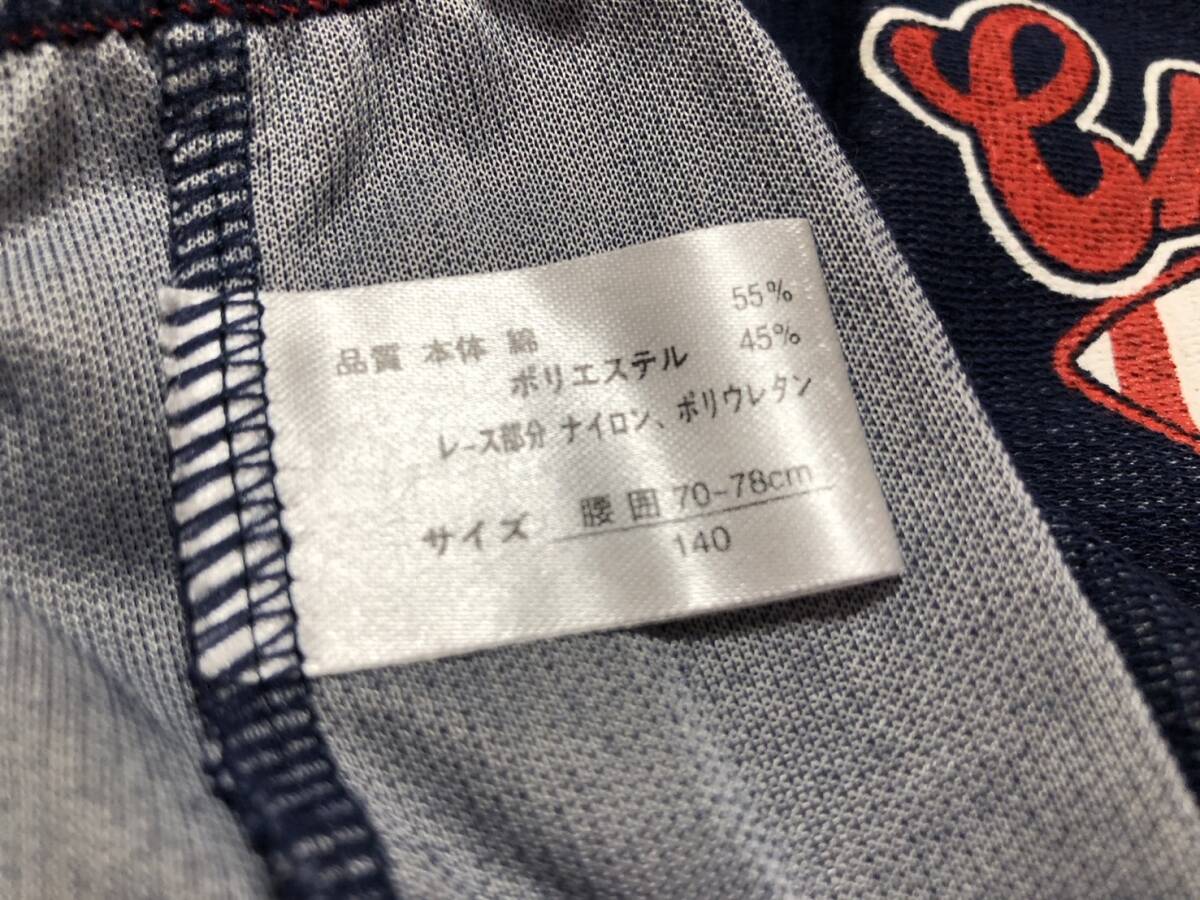 品質 本体 綿 55%
ポリエステル 45%
レース部分 ナイロン、ポリウレタン
サイズ 腰囲 70-78cm
140